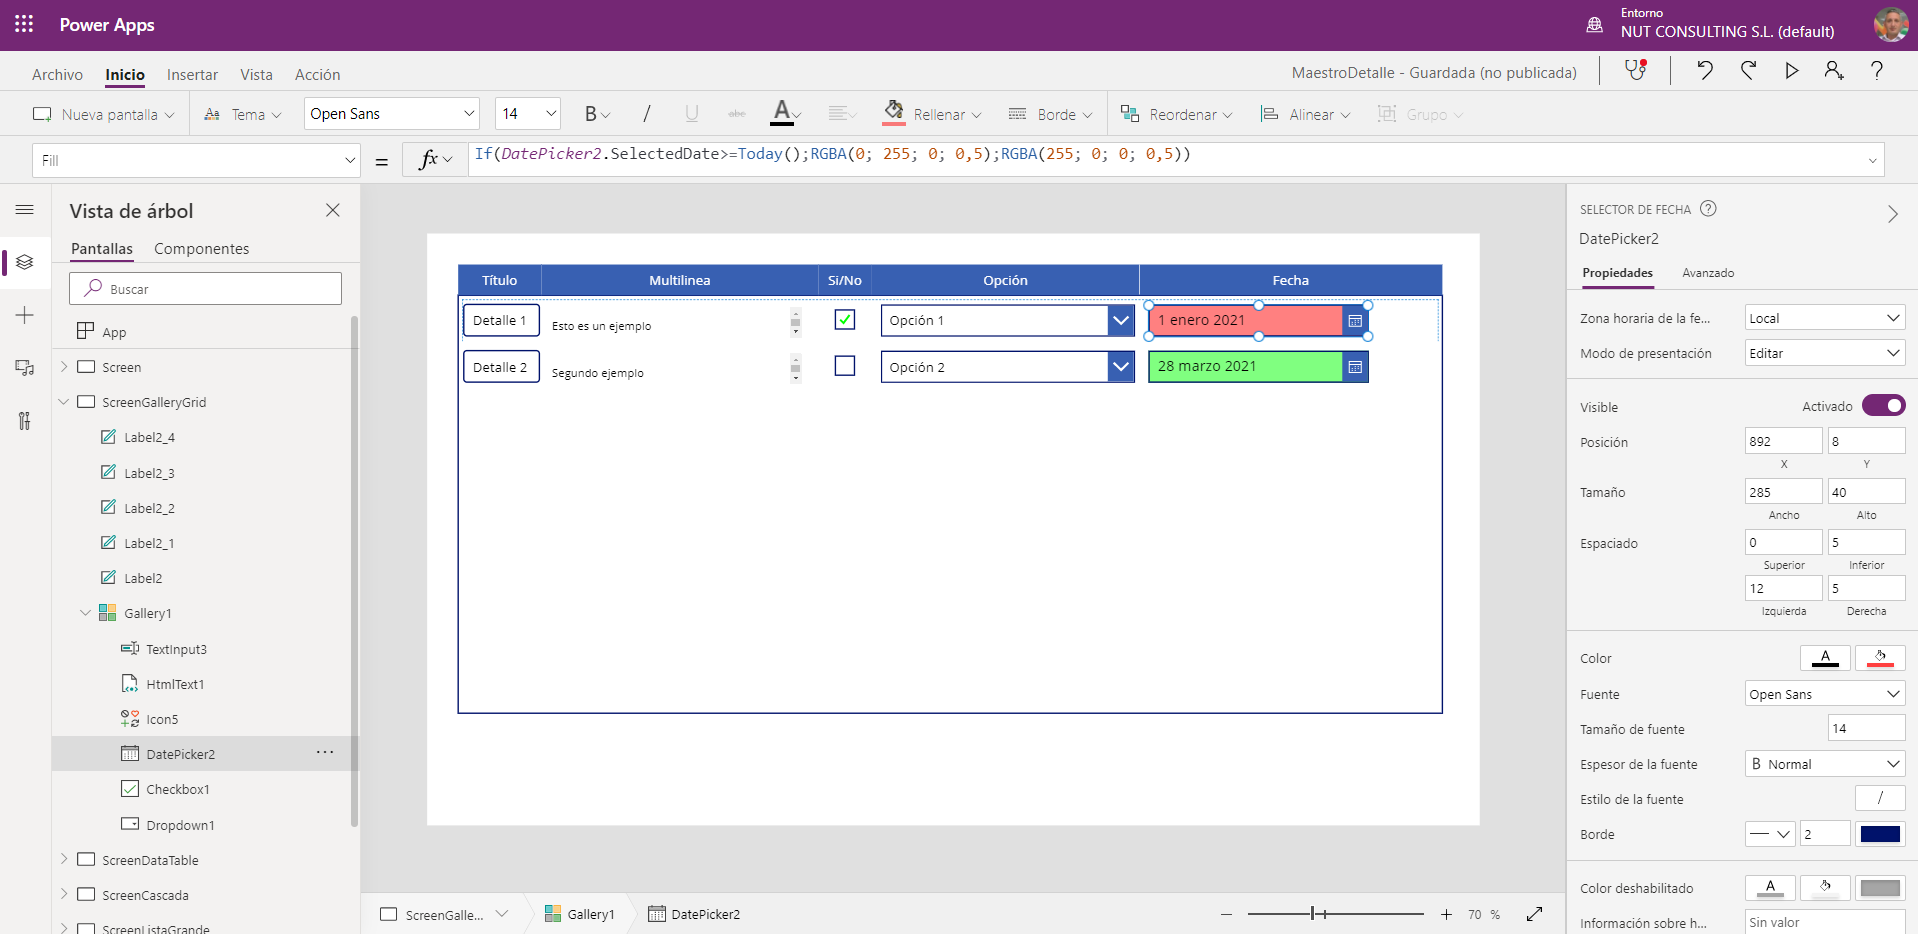 Power Apps
Entorno
NUT CONSULTING S.L. (default)
Archivo
Inicio
Insertar
Vista
Acción
MaestroDetalle - Guardada (no publicada)
Nueva pantalla
Tema
Open Sans
14
B
/
U
abc
A
Rellenar
Borde
Reordenar
Alinear
Grupo
Fill
=
fx
If(DatePicker2.SelectedDate>=Today();RGBA(0; 255; 0; 0,5);RGBA(255; 0; 0; 0,5))
Vista de árbol
Pantallas
Componentes
Buscar
App
Screen
ScreenGalleryGrid
Label2_4
Label2_3
Label2_2
Label2_1
Label2
Gallery1
TextInput3
HtmlText1
Icon5
DatePicker2
...
Checkbox1
Dropdown1
ScreenDataTable
ScreenCascada
ScreenListaGrande
Título
Multilinea
Si/No
Opción
Fecha
Detalle 1
Esto es un ejemplo
Opción 1
1 enero 2021
Detalle 2
Segundo ejemplo
Opción 2
28 marzo 2021
ScreenGalle...
Gallery1
DatePicker2
70 %
SELECTOR DE FECHA
DatePicker2
Propiedades
Avanzado
Zona horaria de la fe...
Local
Modo de presentación
Editar
Visible
Activado
Posición
892
8
X
Y
Tamaño
285
40
Ancho
Alto
Espaciado
0
5
Superior
Inferior
12
5
Izquierda
Derecha
Color
A
Fuente
Open Sans
Tamaño de fuente
14
Espesor de la fuente
B Normal
Estilo de la fuente
/
Borde
2
Color deshabilitado
A
Información sobre h...
Sin valor